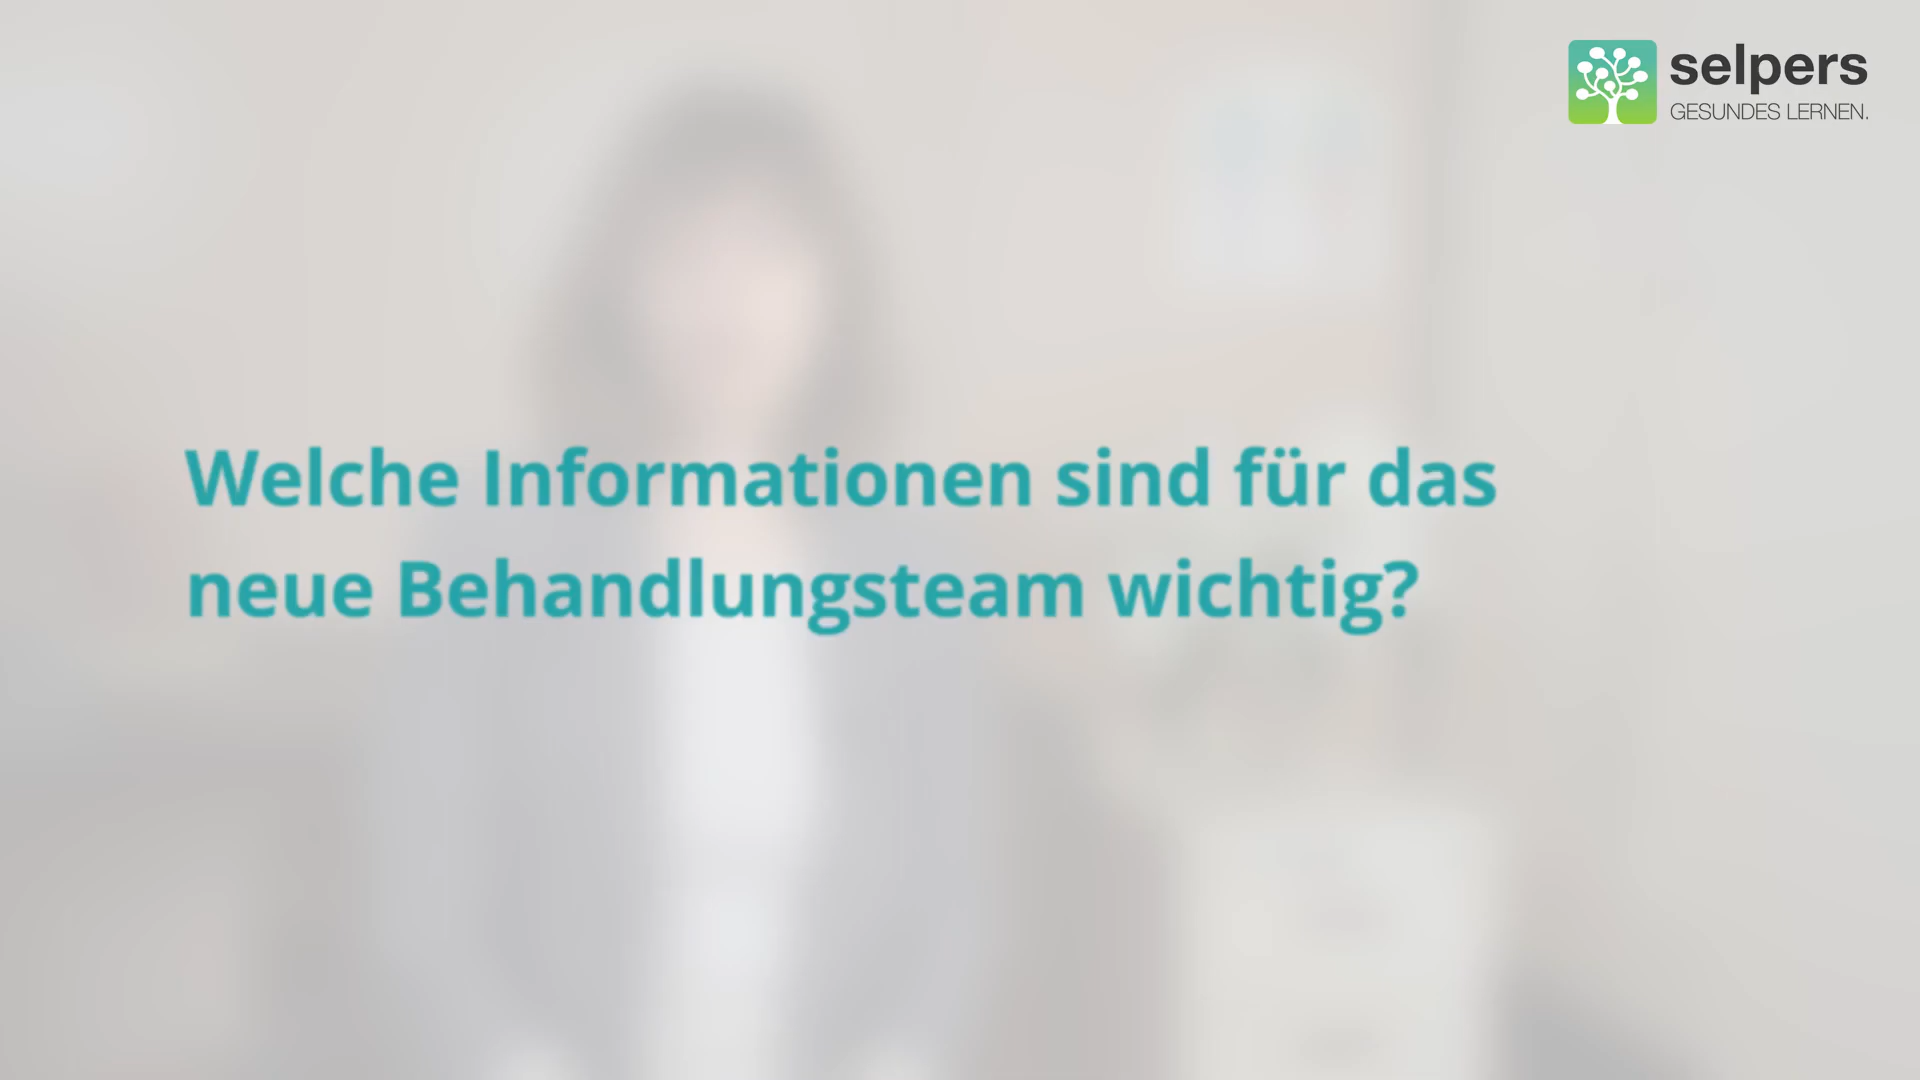 selpers
GESUNDES LERNEN.
Welche Informationen sind für das
neue Behandlungsteam wichtig?